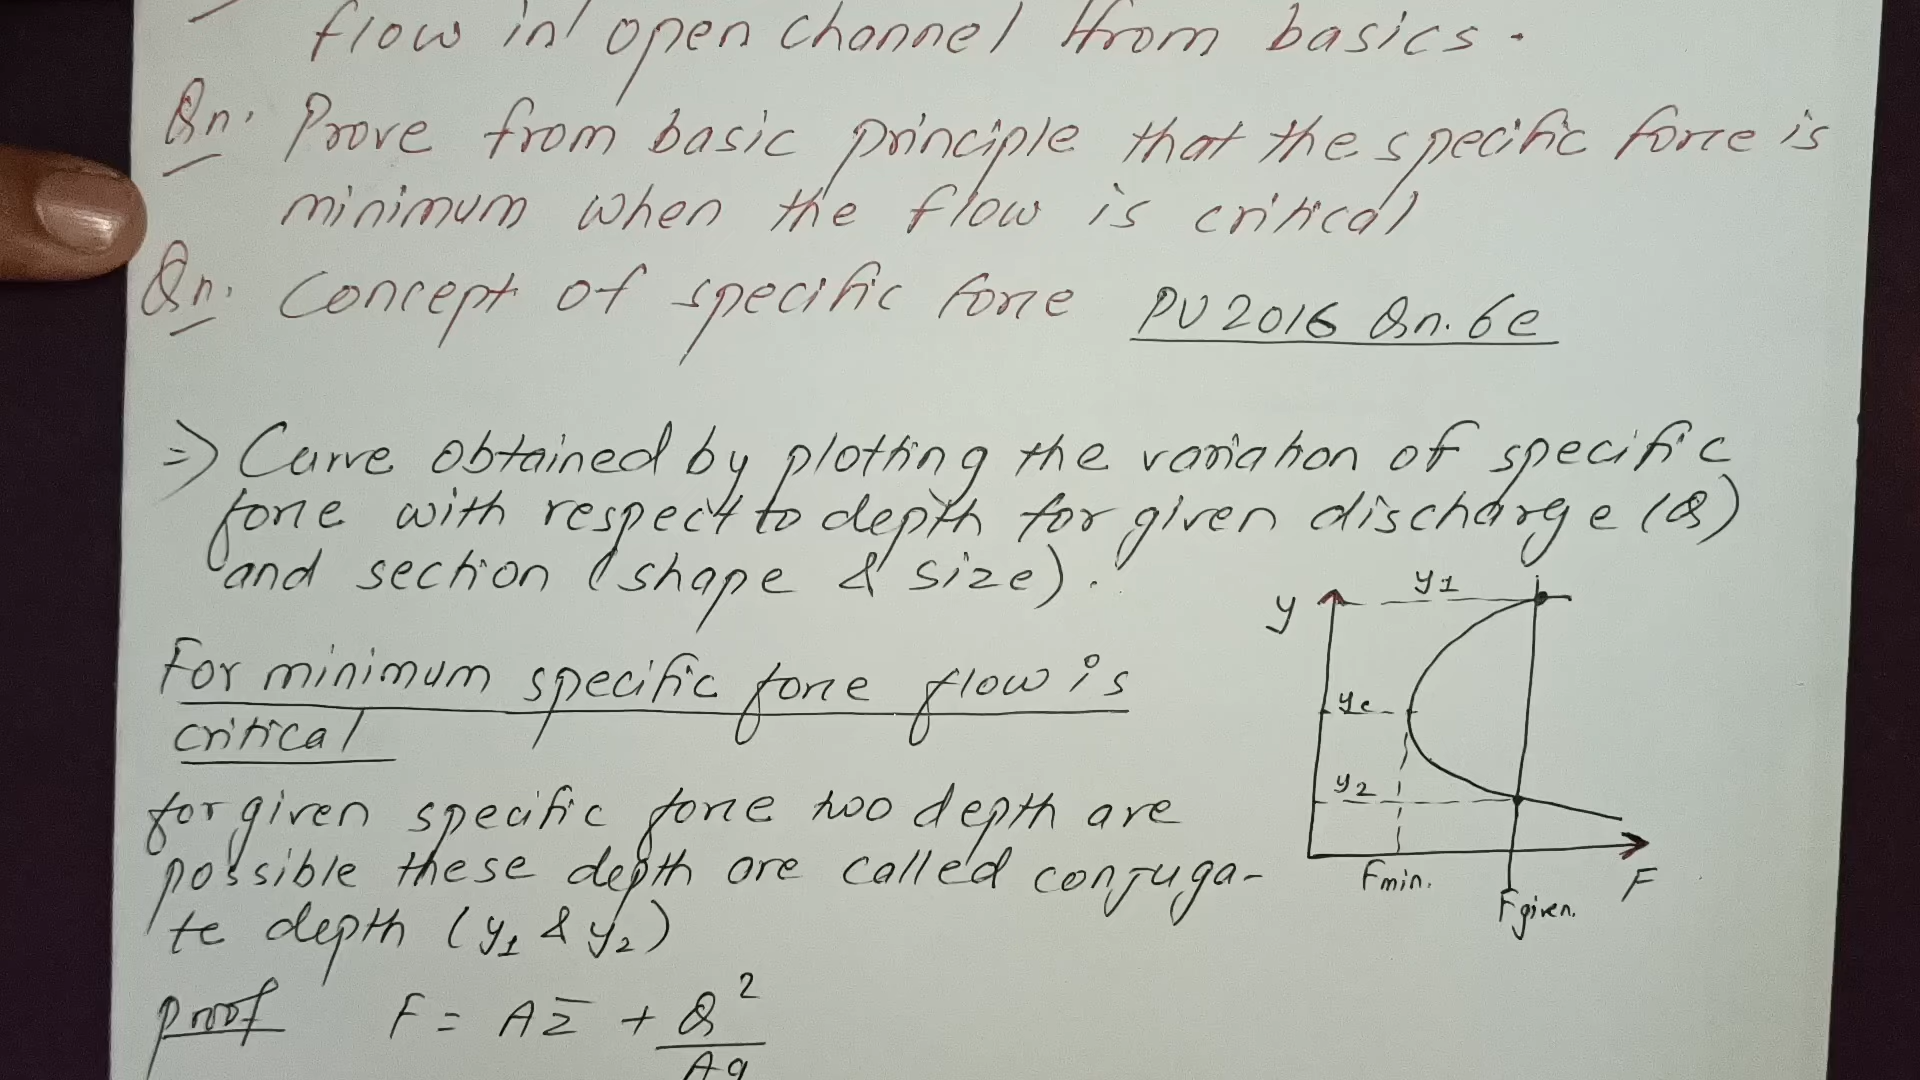 flow in open channel from basics.
Qn. Prove from basic principle that the specific force is
minimum when the flow is critical
Qn. Concept of specific force PU 2016 Qn. 6e
=> Curve obtained by plotting the variation of specific
force with respect to depth for given discharge (Q)
and section (shape & size).
For minimum specific force flow is
critical
for given specific force two depth are
possible these depth are called conjuga-
te depth (y1 & y2)
y
y1
yc
y2
Fmin.
F
Fgiven.
proof F = Az̅ + Q²
Ag